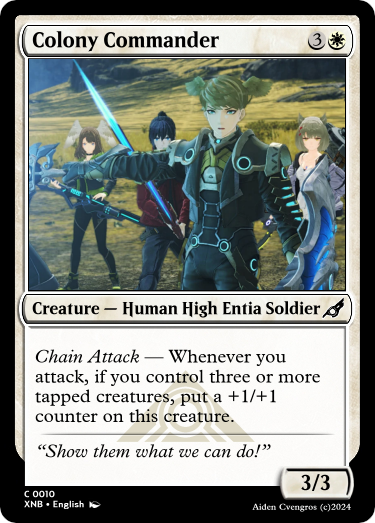 Colony Commander 3
Creature — Human High Entia Soldier
Chain Attack — Whenever you
attack, if you control three or more
tapped creatures, put a +1/+1
counter on this creature.
“Show them what we can do!”
3/3
C 0010
XNB • English
Aiden Cvengros (c)2024